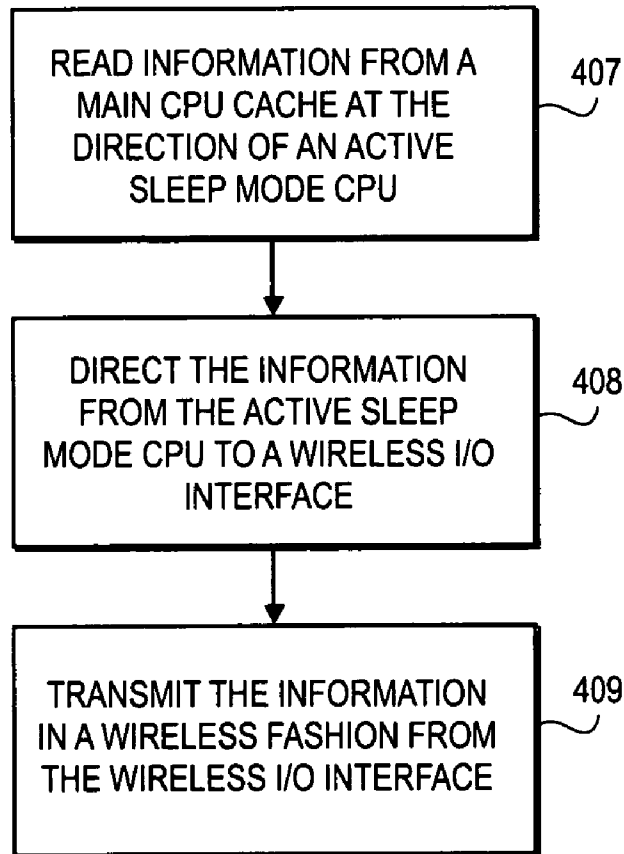 READ INFORMATION FROM A
MAIN CPU CACHE AT THE
DIRECTION OF AN ACTIVE
SLEEP MODE CPU
407
DIRECT THE INFORMATION
FROM THE ACTIVE SLEEP
MODE CPU TO A WIRELESS I/O
INTERFACE
408
TRANSMIT THE INFORMATION
IN A WIRELESS FASHION FROM
THE WIRELESS I/O INTERFACE
409